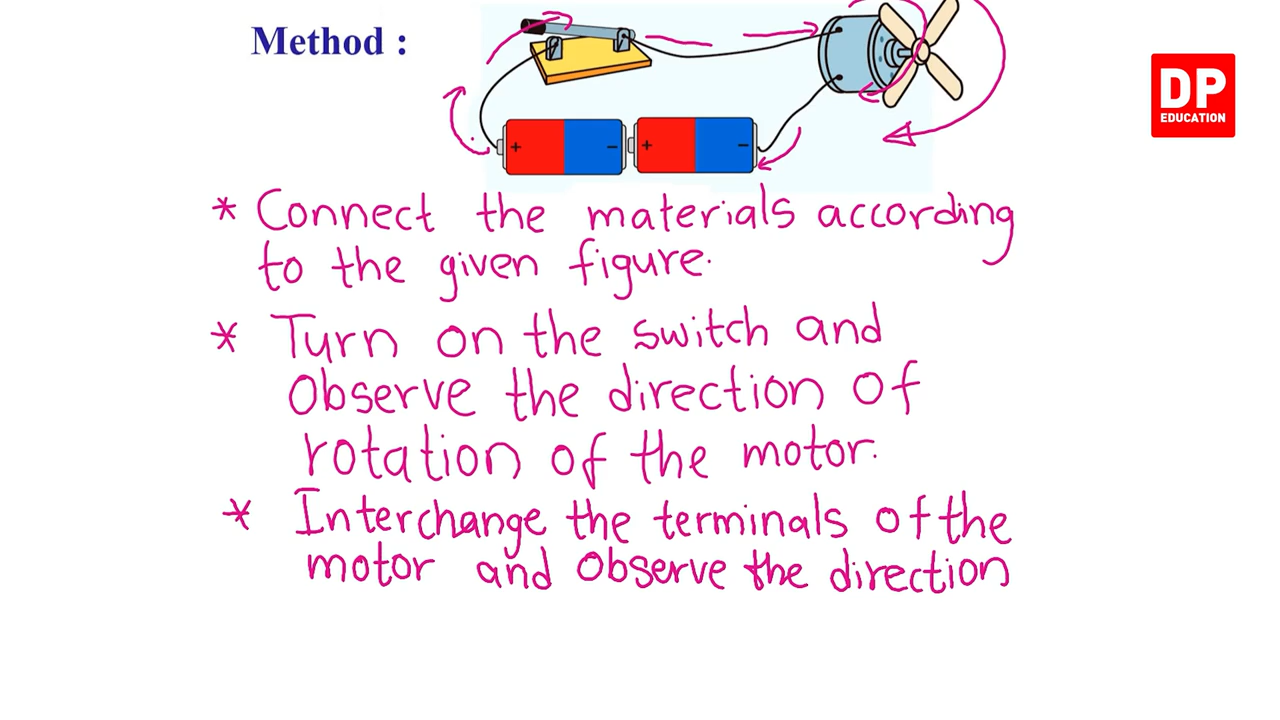 Method :
DP
EDUCATION
+ − + −
* Connect the materials according
to the given figure.
* Turn on the switch and
Observe the direction of
rotation of the motor.
* Interchange the terminals of the
motor and Observe the direction